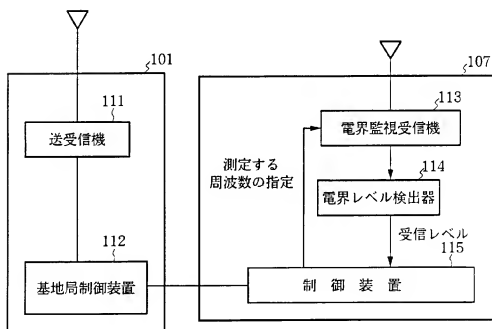 101
111
送受信機
112
基地局制御装置
107
113
電界監視受信機
測定する
周波数の指定
114
電界レベル検出器
受信レベル
115
制御装置